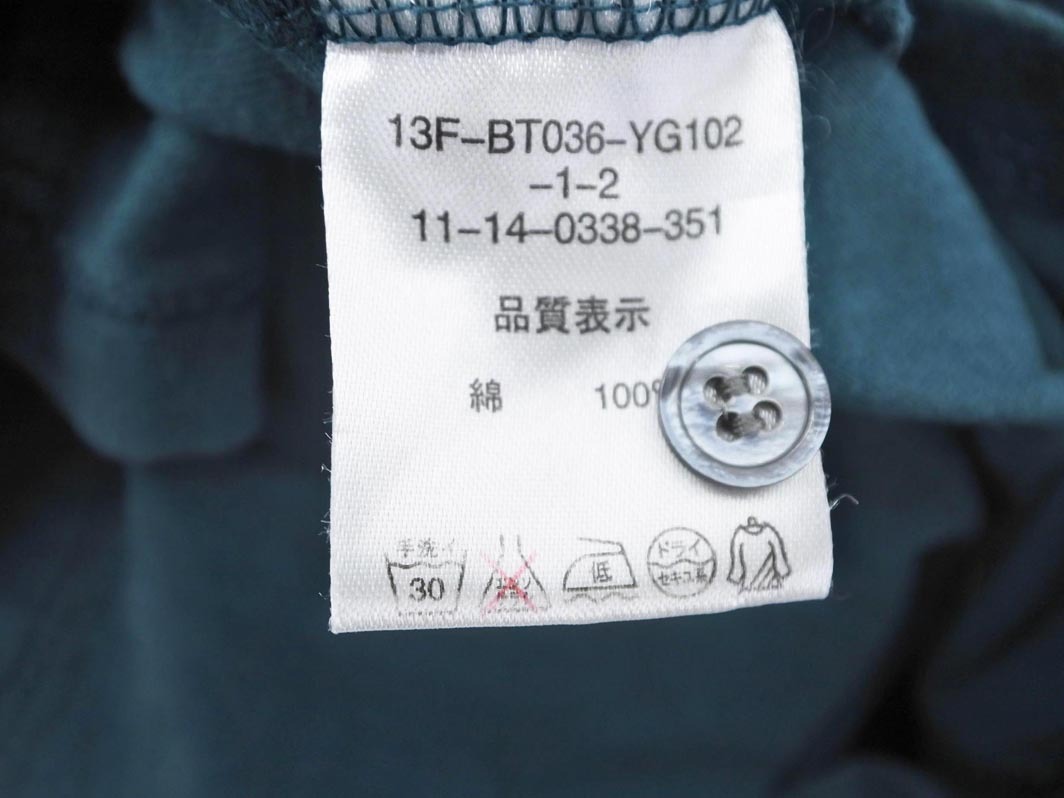 13F-BT036-YG102
-1-2
11-14-0338-351
品質表示
綿 100%
手洗イ
30
低
ドライ
セキユ系